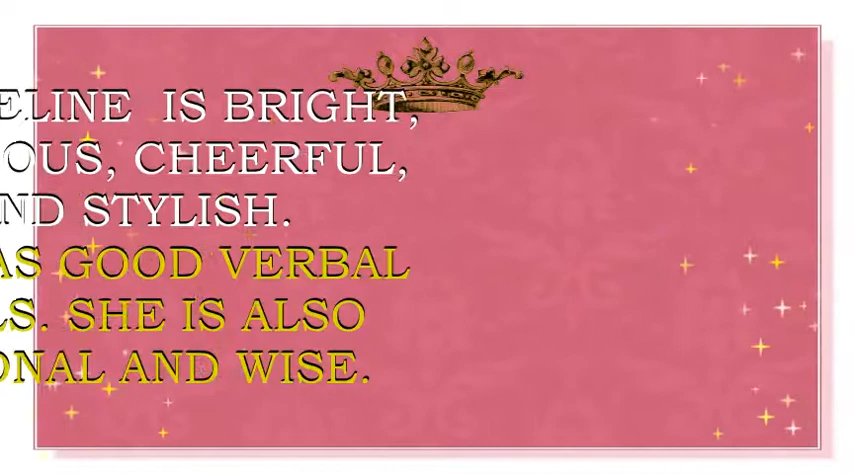 ELINE IS BRIGHT,
OUS, CHEERFUL,
ND STYLISH.
AS GOOD VERBAL
LS. SHE IS ALSO
ONAL AND WISE.